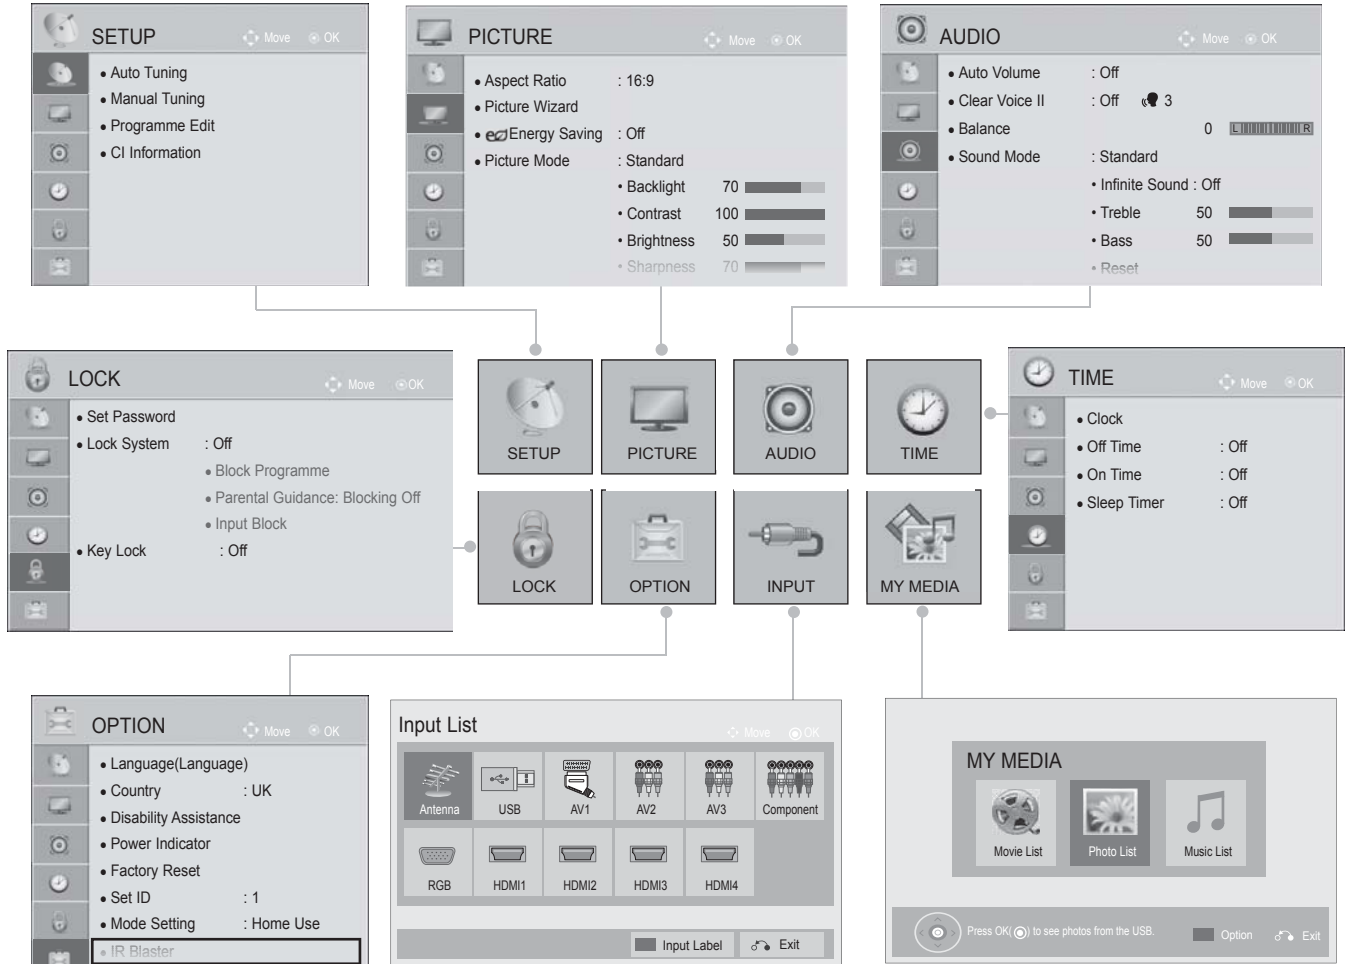 SETUP
Move OK
• Auto Tuning
• Manual Tuning
• Programme Edit
• CI Information
PICTURE
Move OK
• Aspect Ratio : 16:9
• Picture Wizard
• eco Energy Saving : Off
• Picture Mode : Standard
• Backlight 70
• Contrast 100
• Brightness 50
• Sharpness 70
AUDIO
Move OK
• Auto Volume : Off
• Clear Voice II : Off 3
• Balance 0 L R
• Sound Mode : Standard
• Infinite Sound : Off
• Treble 50
• Bass 50
• Reset
LOCK
Move OK
• Set Password
• Lock System : Off
• Block Programme
• Parental Guidance: Blocking Off
• Input Block
• Key Lock : Off
SETUP
PICTURE
AUDIO
TIME
LOCK
OPTION
INPUT
MY MEDIA
TIME
Move OK
• Clock
• Off Time : Off
• On Time : Off
• Sleep Timer : Off
OPTION
Move OK
• Language(Language)
• Country : UK
• Disability Assistance
• Power Indicator
• Factory Reset
• Set ID : 1
• Mode Setting : Home Use
• IR Blaster
Input List
Move OK
Antenna
USB
AV1
AV2
AV3
Component
RGB
HDMI1
HDMI2
HDMI3
HDMI4
Input Label
Exit
MY MEDIA
Movie List
Photo List
Music List
Press OK( ) to see photos from the USB.
Option
Exit